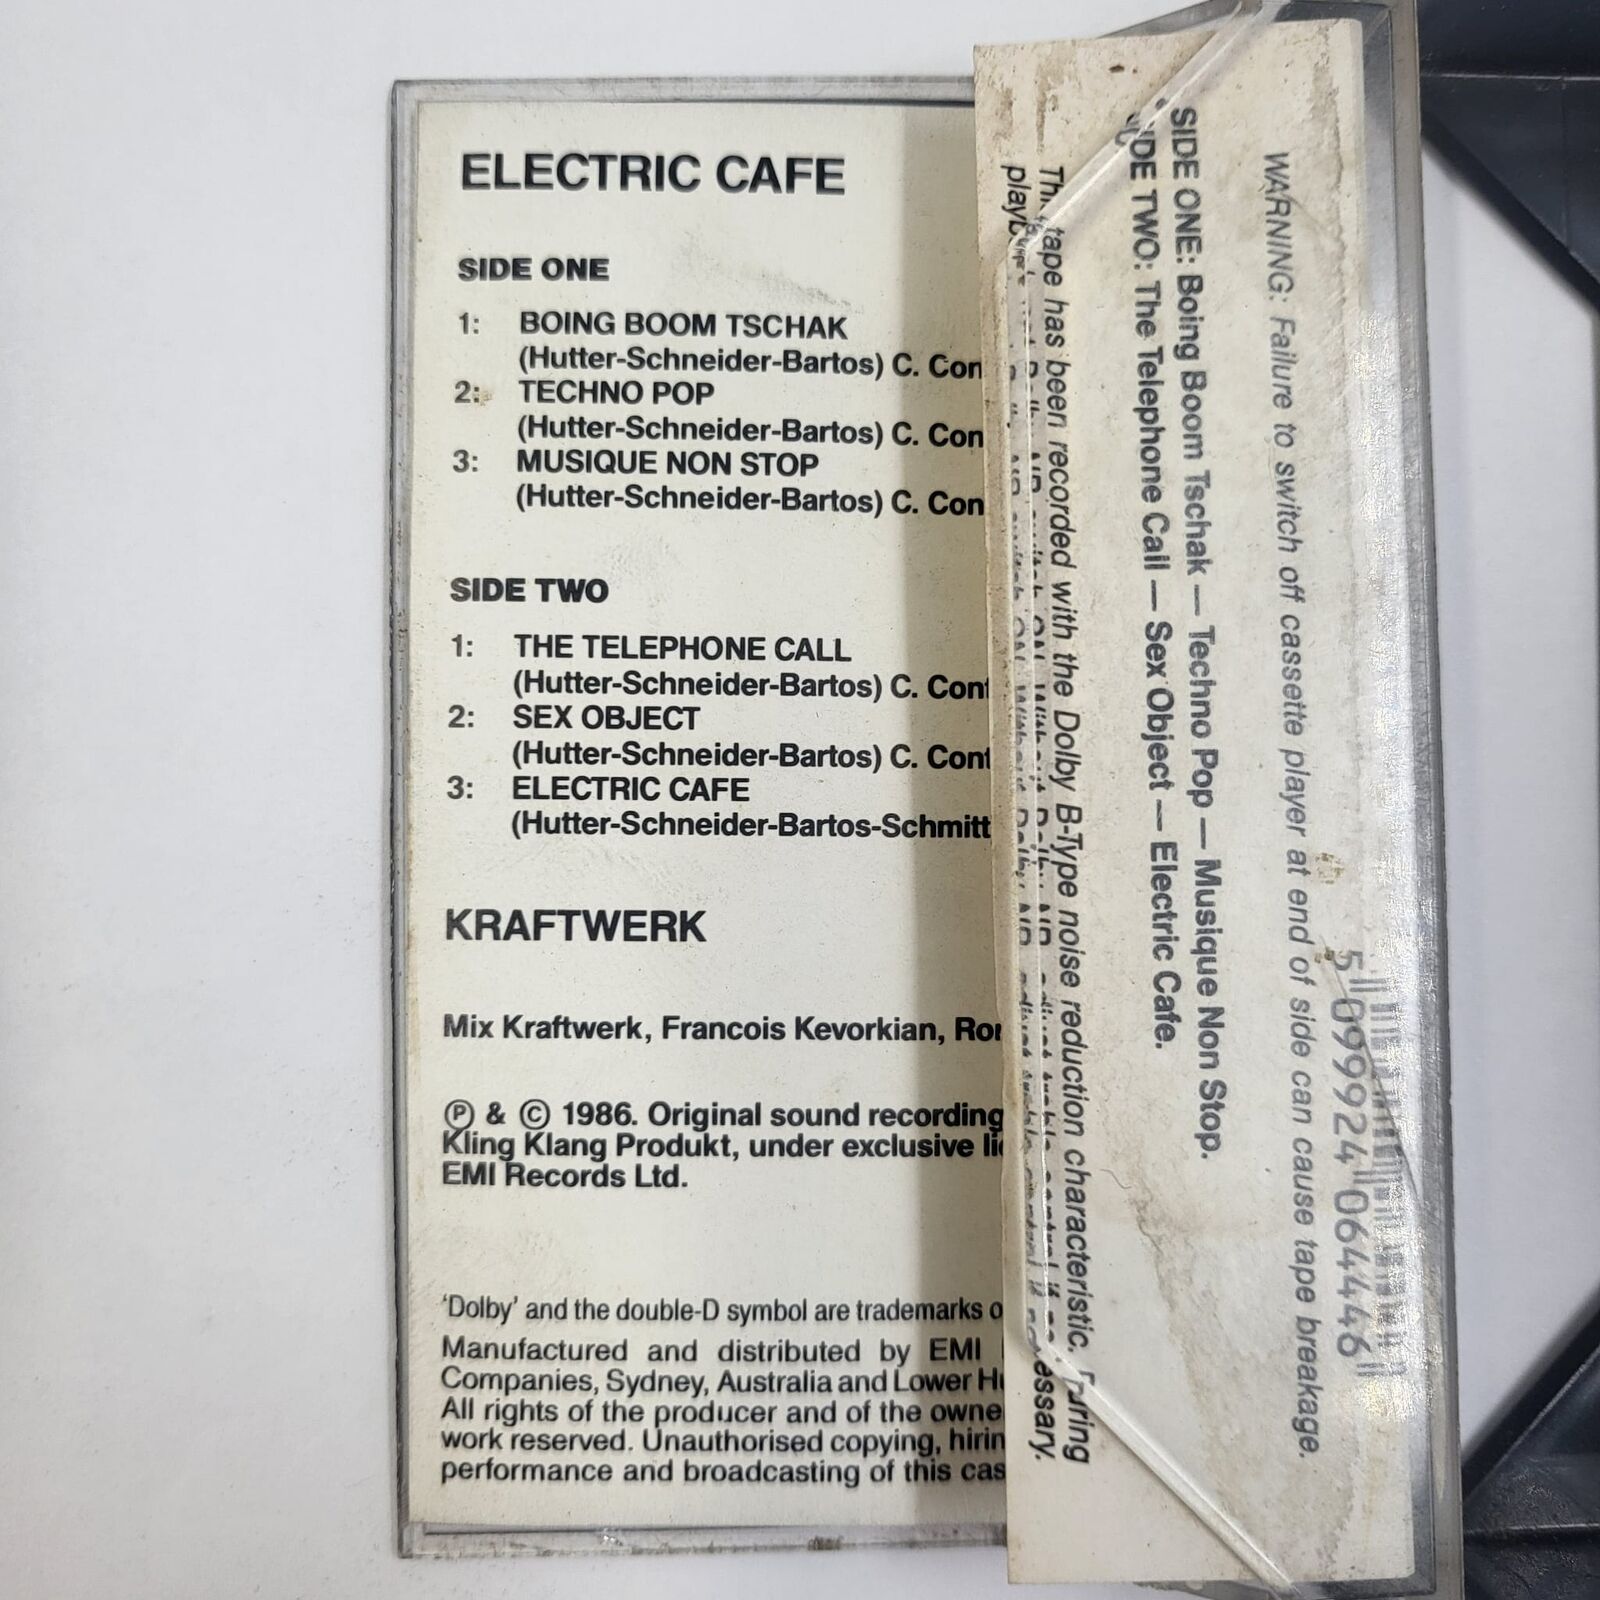 ELECTRIC CAFE
SIDE ONE
1: BOING BOOM TSCHAK
(Hutter-Schneider-Bartos) C. Con
2: TECHNO POP
(Hutter-Schneider-Bartos) C. Con
3: MUSIQUE NON STOP
(Hutter-Schneider-Bartos) C. Con
SIDE TWO
1: THE TELEPHONE CALL
(Hutter-Schneider-Bartos) C. Con
2: SEX OBJECT
(Hutter-Schneider-Bartos) C. Con
3: ELECTRIC CAFE
(Hutter-Schneider-Bartos-Schmitt
KRAFTWERK
Mix Kraftwerk, Francois Kevorkian, Ron
Ⓟ & © 1986. Original sound recording
Kling Klang Produkt, under exclusive lic
EMI Records Ltd.
'Dolby' and the double-D symbol are trademarks o
Manufactured and distributed by EMI
Companies, Sydney, Australia and Lower Hu
All rights of the producer and of the owne
work reserved. Unauthorised copying, hirin
performance and broadcasting of this cas
WARNING: Failure to switch off cassette player at end of side can cause tape breakage.
SIDE ONE: Boing Boom Tschak — Techno Pop — Musique Non Stop.
SIDE TWO: The Telephone Call — Sex Object — Electric Cafe.
This tape has been recorded with the Dolby B-Type noise reduction characteristic. During
5 099924 064446